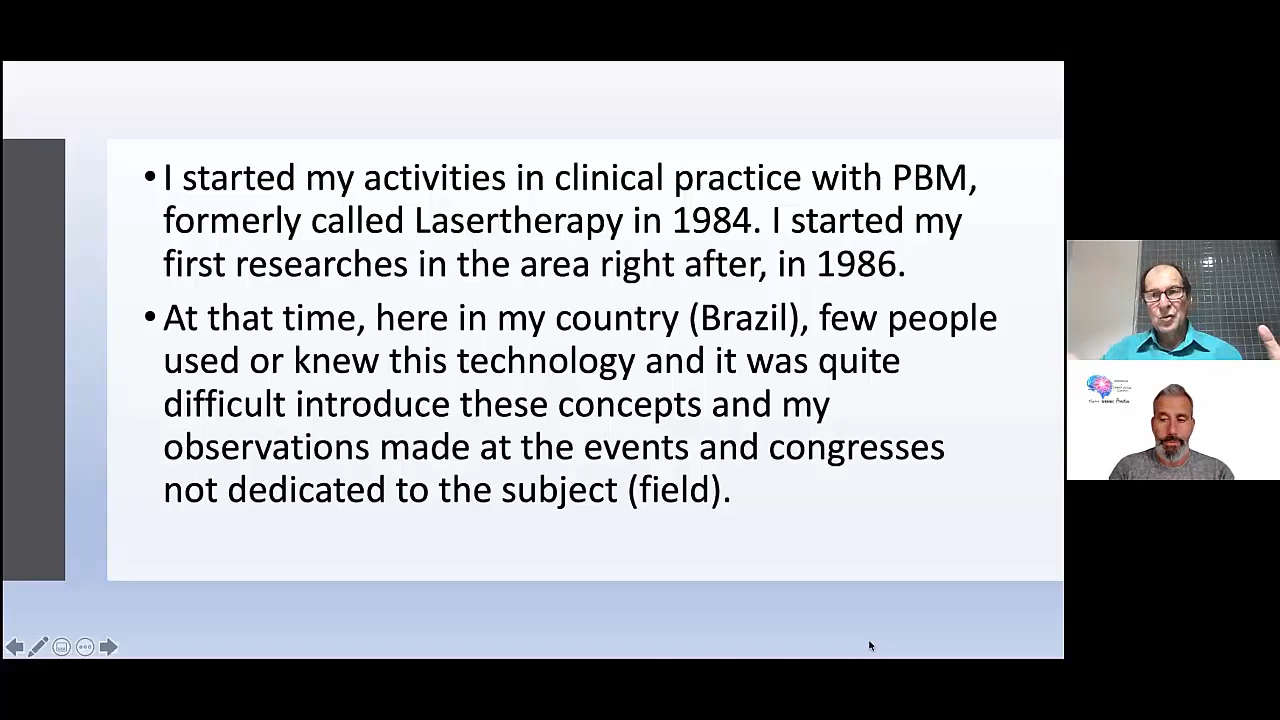 • I started my activities in clinical practice with PBM,
formerly called Lasertherapy in 1984. I started my
first researches in the area right after, in 1986.
• At that time, here in my country (Brazil), few people
used or knew this technology and it was quite
difficult introduce these concepts and my
observations made at the events and congresses
not dedicated to the subject (field).